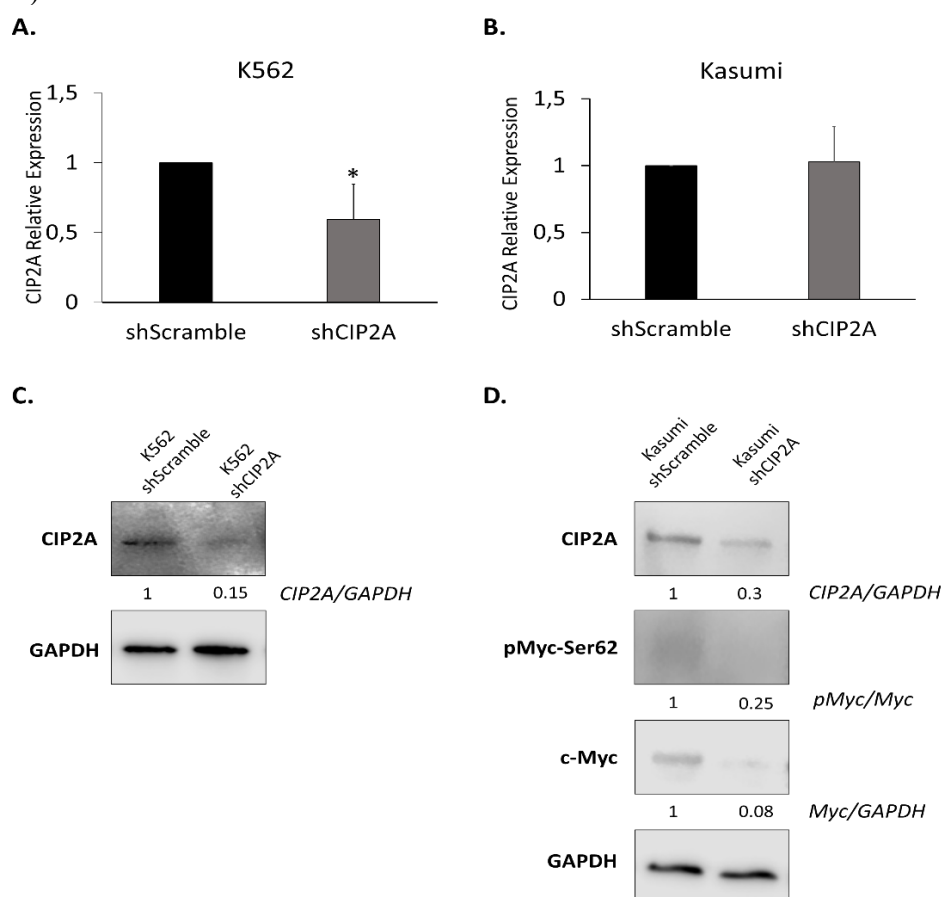 A.
K562
CIP2A Relative Expression
1,5
1
0,5
0
*
shScramble shCIP2A
B.
Kasumi
CIP2A Relative Expression
1,5
1
0,5
0
shScramble shCIP2A
C.
K562
shScramble
K562
shCIP2A
CIP2A
1 0.15 CIP2A/GAPDH
GAPDH
D.
Kasumi
shScramble
Kasumi
shCIP2A
CIP2A
1 0.3 CIP2A/GAPDH
pMyc-Ser62
1 0.25 pMyc/Myc
c-Myc
1 0.08 Myc/GAPDH
GAPDH